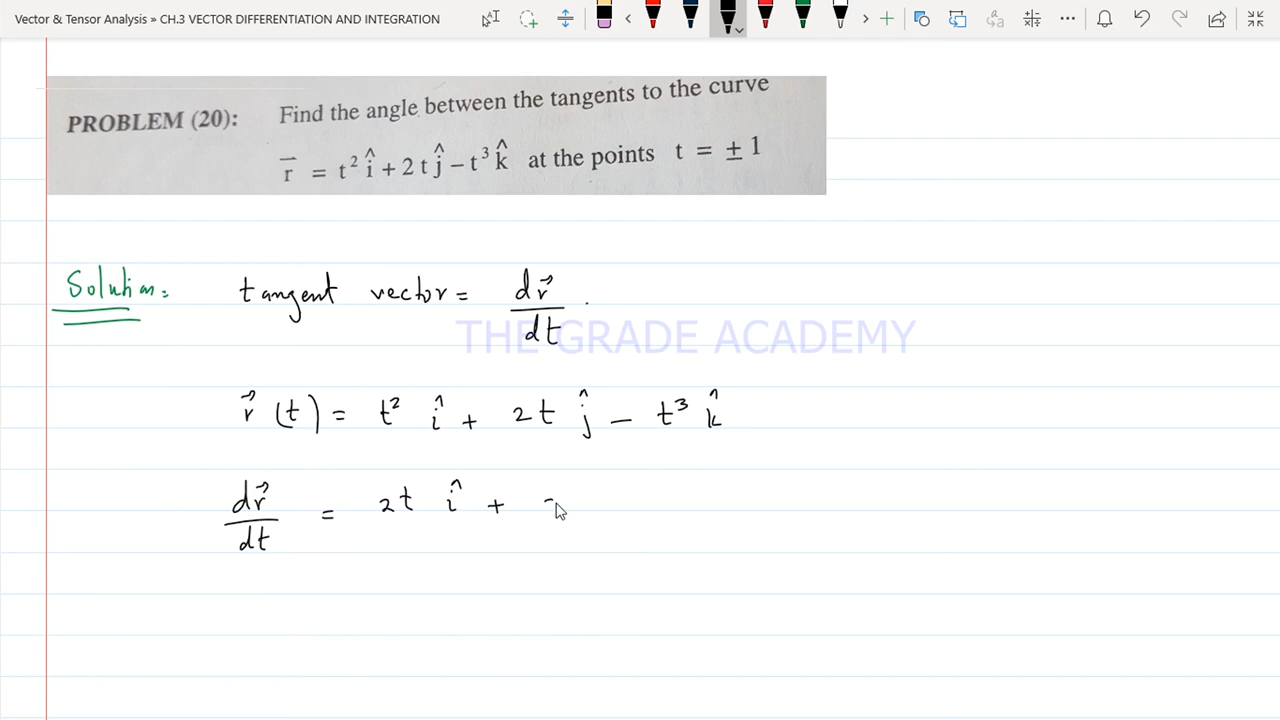 Vector & Tensor Analysis » CH.3 VECTOR DIFFERENTIATION AND INTEGRATION
PROBLEM (20): Find the angle between the tangents to the curve
r⃗ = t² î + 2 t ĵ – t³ k̂ at the points t = ± 1
Solution: tangent vector = dr⃗/dt .
THE GRADE ACADEMY
r⃗ (t) = t² î + 2t ĵ – t³ k̂
dr⃗/dt = 2t î +